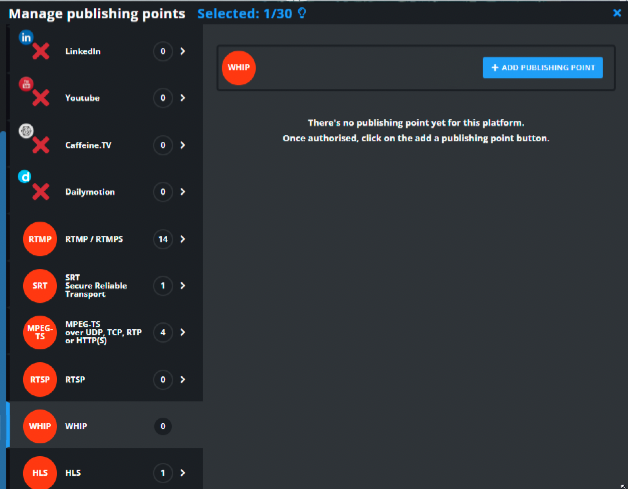 Manage publishing points Selected: 1/30
in
LinkedIn 0
You Tube
Youtube 0
Caffeine.TV 0
d
Dailymotion 0
RTMP RTMP / RTMPS 14
SRT SRT
Secure Reliable
Transport 1
MPEG-
TS MPEG-TS
over UDP, TCP, RTP
or HTTP(S) 4
RTSP RTSP 0
WHIP WHIP 0
HLS HLS 1
WHIP + ADD PUBLISHING POINT
There's no publishing point yet for this platform.
Once authorised, click on the add a publishing point button.